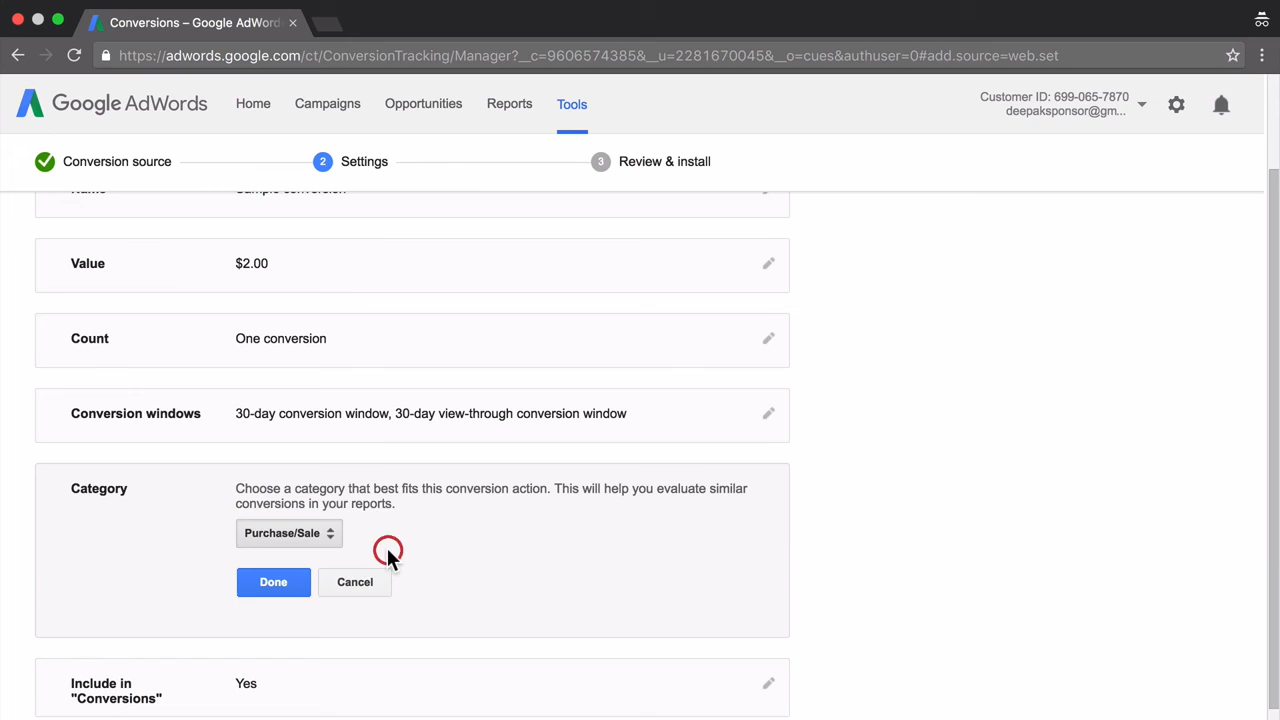 Conversions – Google AdWord
https://adwords.google.com/ct/ConversionTracking/Manager?__c=9606574385&__u=2281670045&__o=cues&authuser=0#add.source=web.set
Google AdWords
Home
Campaigns
Opportunities
Reports
Tools
Customer ID: 699-065-7870
deepaksponsor@gm...
Conversion source
2
Settings
3
Review & install
Name
Sample conversion
Value
$2.00
Count
One conversion
Conversion windows
30-day conversion window, 30-day view-through conversion window
Category
Choose a category that best fits this conversion action. This will help you evaluate similar
conversions in your reports.
Purchase/Sale
Done
Cancel
Include in
"Conversions"
Yes